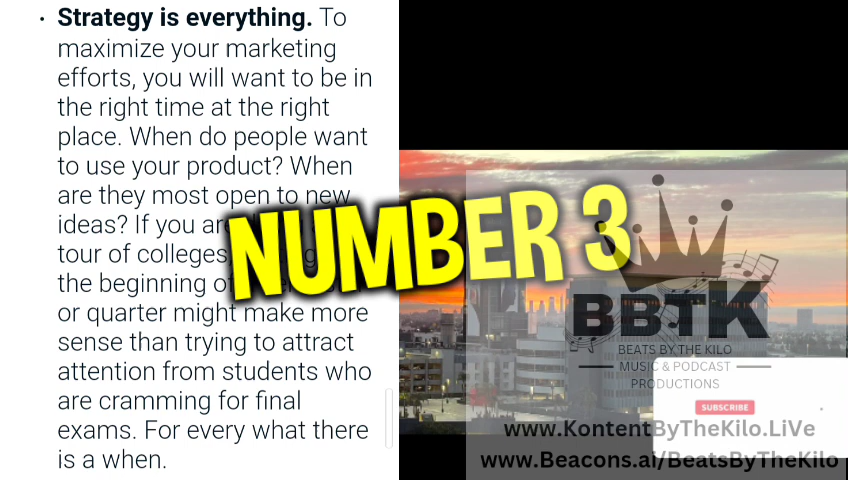 • Strategy is everything. To
maximize your marketing
efforts, you will want to be in
the right time at the right
place. When do people want
to use your product? When
are they most open to new
ideas? If you are
tour of colleges,
the beginning of
or quarter might make more
sense than trying to attract
attention from students who
are cramming for final
exams. For every what there
is a when.
NUMBER 3
BBTK
BEATS BY THE KILO
MUSIC & PODCAST
PRODUCTIONS
SUBSCRIBE
www.KontentByTheKilo.LiVe
www.Beacons.ai/BeatsByTheKilo